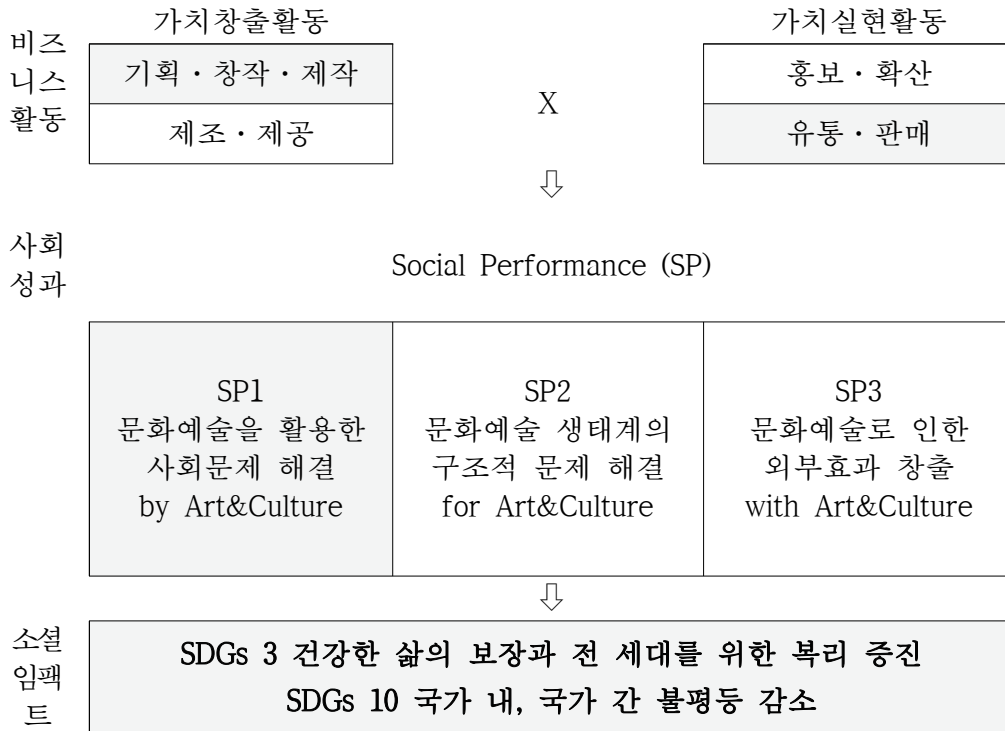 가치창출활동
가치실현활동
비즈
니스
활동
기획·창작·제작
제조·제공
X
홍보·확산
유통·판매
⇩
사회
성과
Social Performance (SP)
SP1
문화예술을 활용한
사회문제 해결
by Art&Culture
SP2
문화예술 생태계의
구조적 문제 해결
for Art&Culture
SP3
문화예술로 인한
외부효과 창출
with Art&Culture
⇩
소셜
임팩
트
SDGs 3 건강한 삶의 보장과 전 세대를 위한 복리 증진
SDGs 10 국가 내, 국가 간 불평등 감소